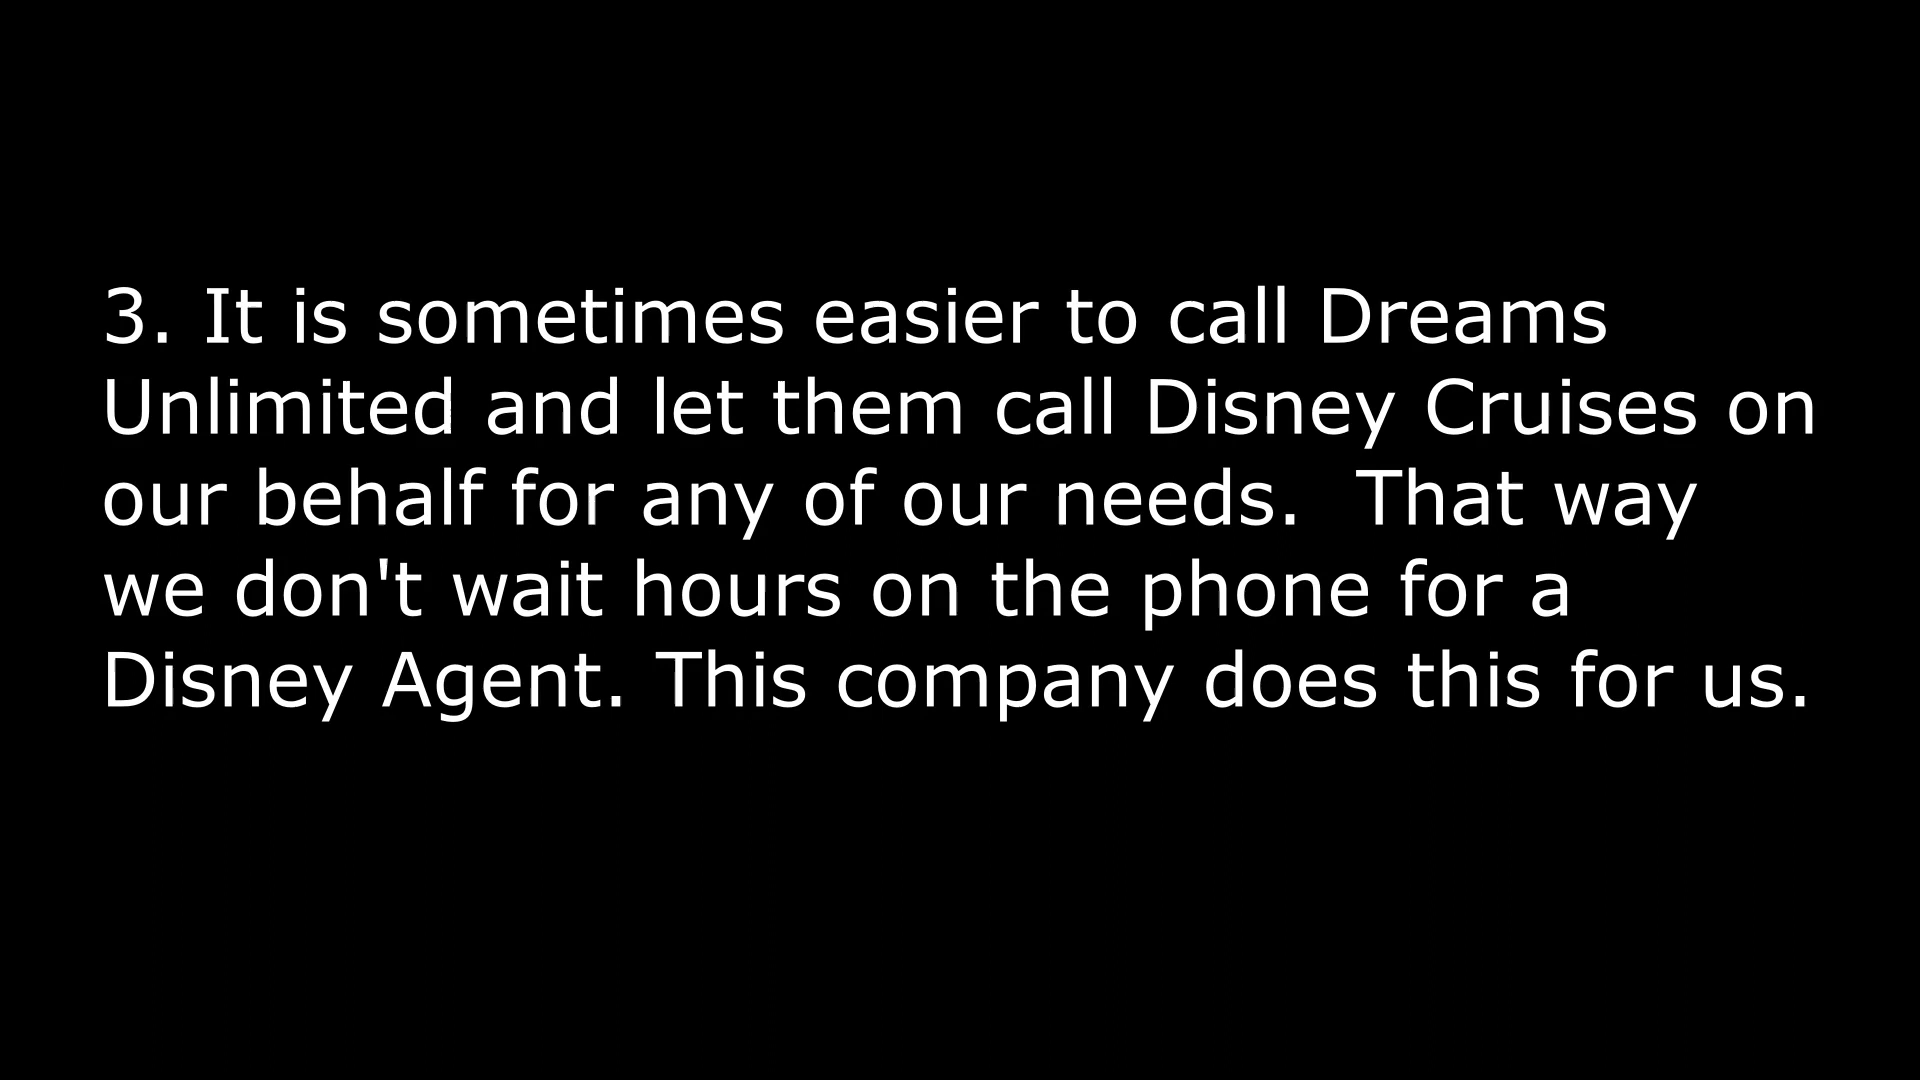 3. It is sometimes easier to call Dreams
Unlimited and let them call Disney Cruises on
our behalf for any of our needs.  That way
we don't wait hours on the phone for a
Disney Agent. This company does this for us.